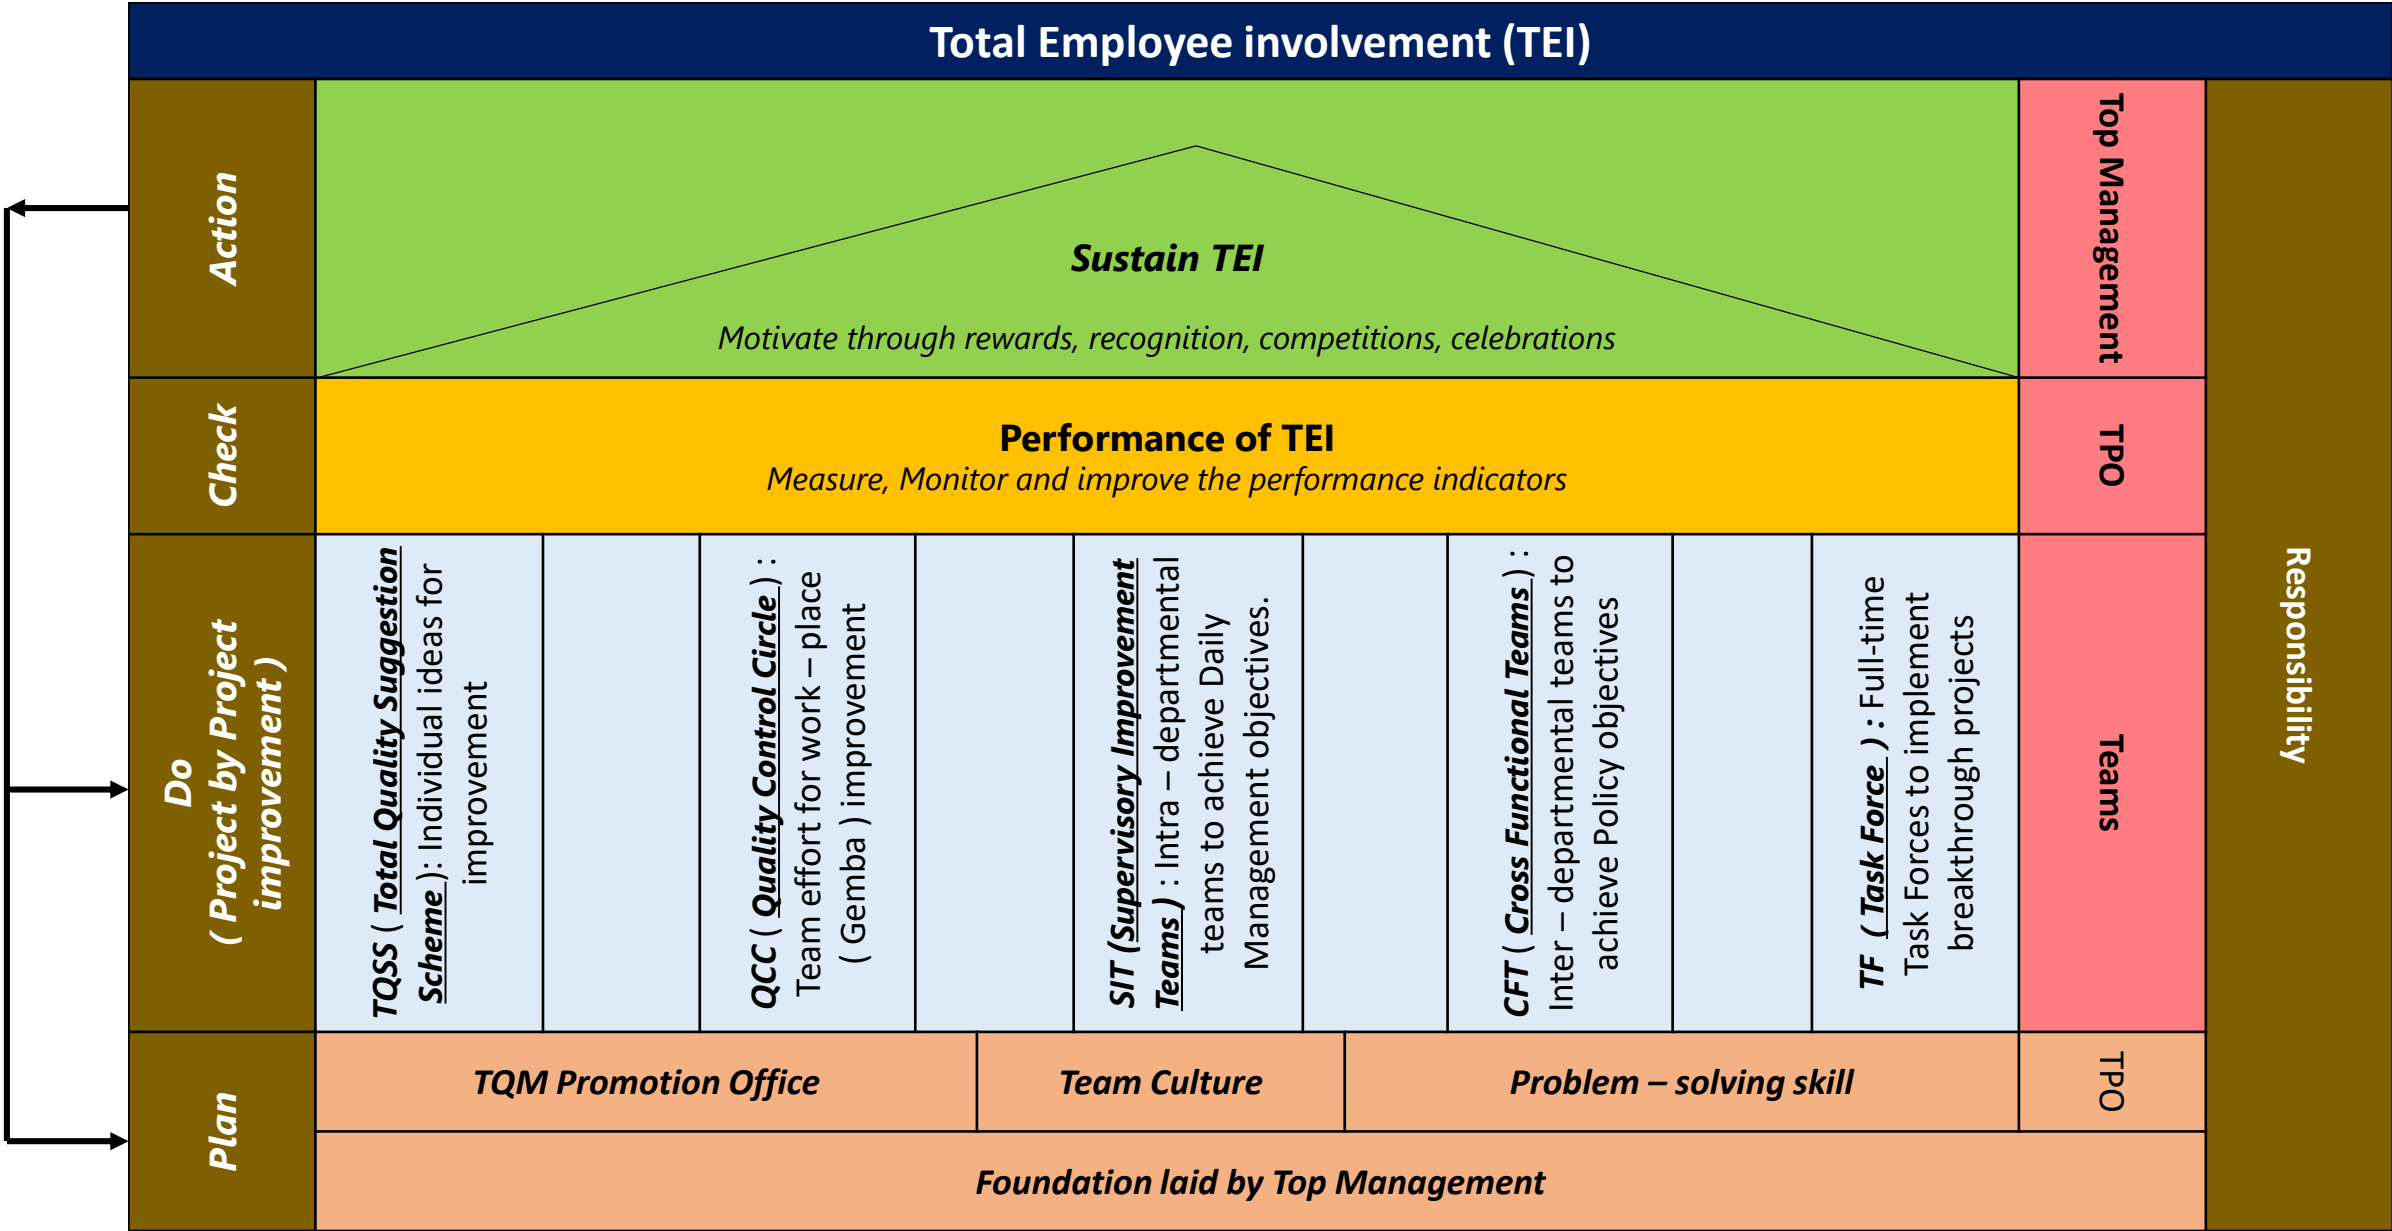 Total Employee involvement (TEI)
Action
Sustain TEI
Motivate through rewards, recognition, competitions, celebrations
Top Management
Check
Performance of TEI
Measure, Monitor and improve the performance indicators
TPO
Do
( Project by Project
improvement )
TQSS ( Total Quality Suggestion
Scheme ): Individual ideas for
improvement
QCC ( Quality Control Circle ) :
Team effort for work – place
( Gemba ) improvement
SIT (Supervisory Improvement
Teams ) : Intra – departmental
teams to achieve Daily
Management objectives.
CFT ( Cross Functional Teams ) :
Inter – departmental teams to
achieve Policy objectives
TF ( Task Force ) : Full-time
Task Forces to implement
breakthrough projects
Teams
Responsibility
Plan
TQM Promotion Office
Team Culture
Problem – solving skill
TPO
Foundation laid by Top Management